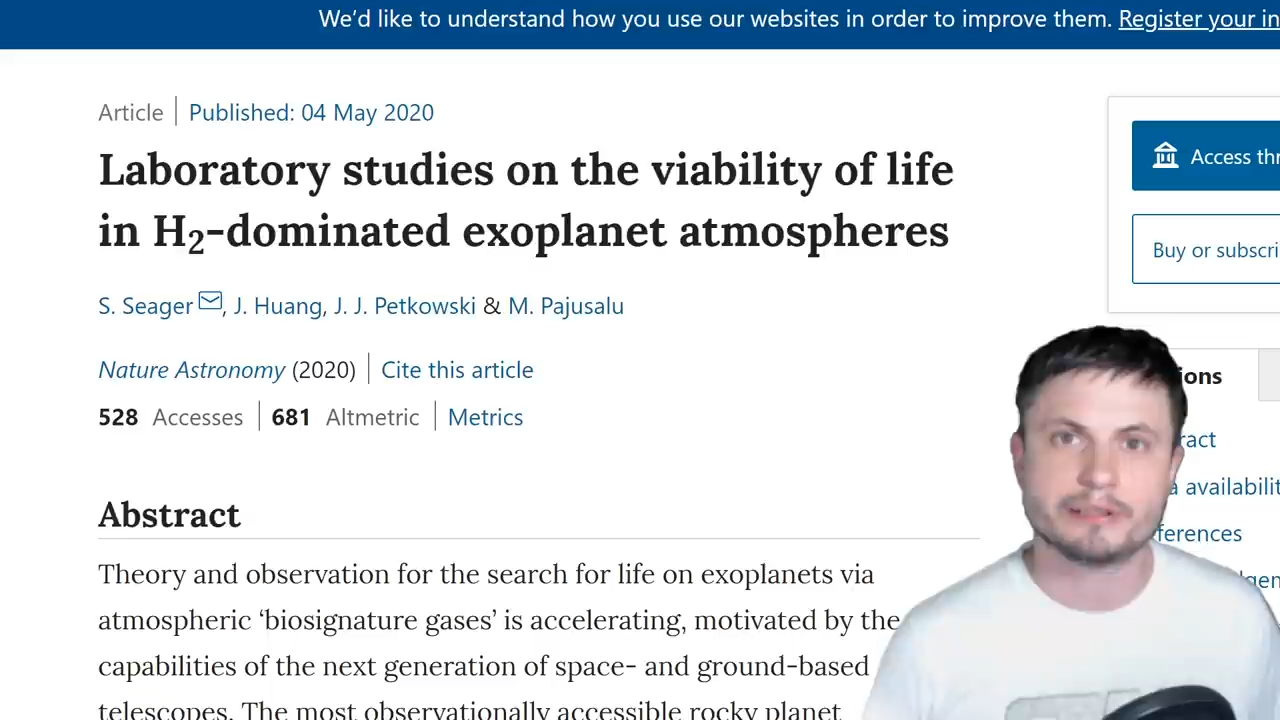 We’d like to understand how you use our websites in order to improve them. Register your in
Article | Published: 04 May 2020
Laboratory studies on the viability of life
in H₂-dominated exoplanet atmospheres
S. Seager, J. Huang, J. J. Petkowski & M. Pajusalu
Nature Astronomy (2020) | Cite this article
528 Accesses | 681 Altmetric | Metrics
Abstract
Theory and observation for the search for life on exoplanets via
atmospheric ‘biosignature gases’ is accelerating, motivated by the
capabilities of the next generation of space- and ground-based
telescopes. The most observationally accessible rocky planet
Access thr
Buy or subscri
ions
ract
a availabilit
ferences